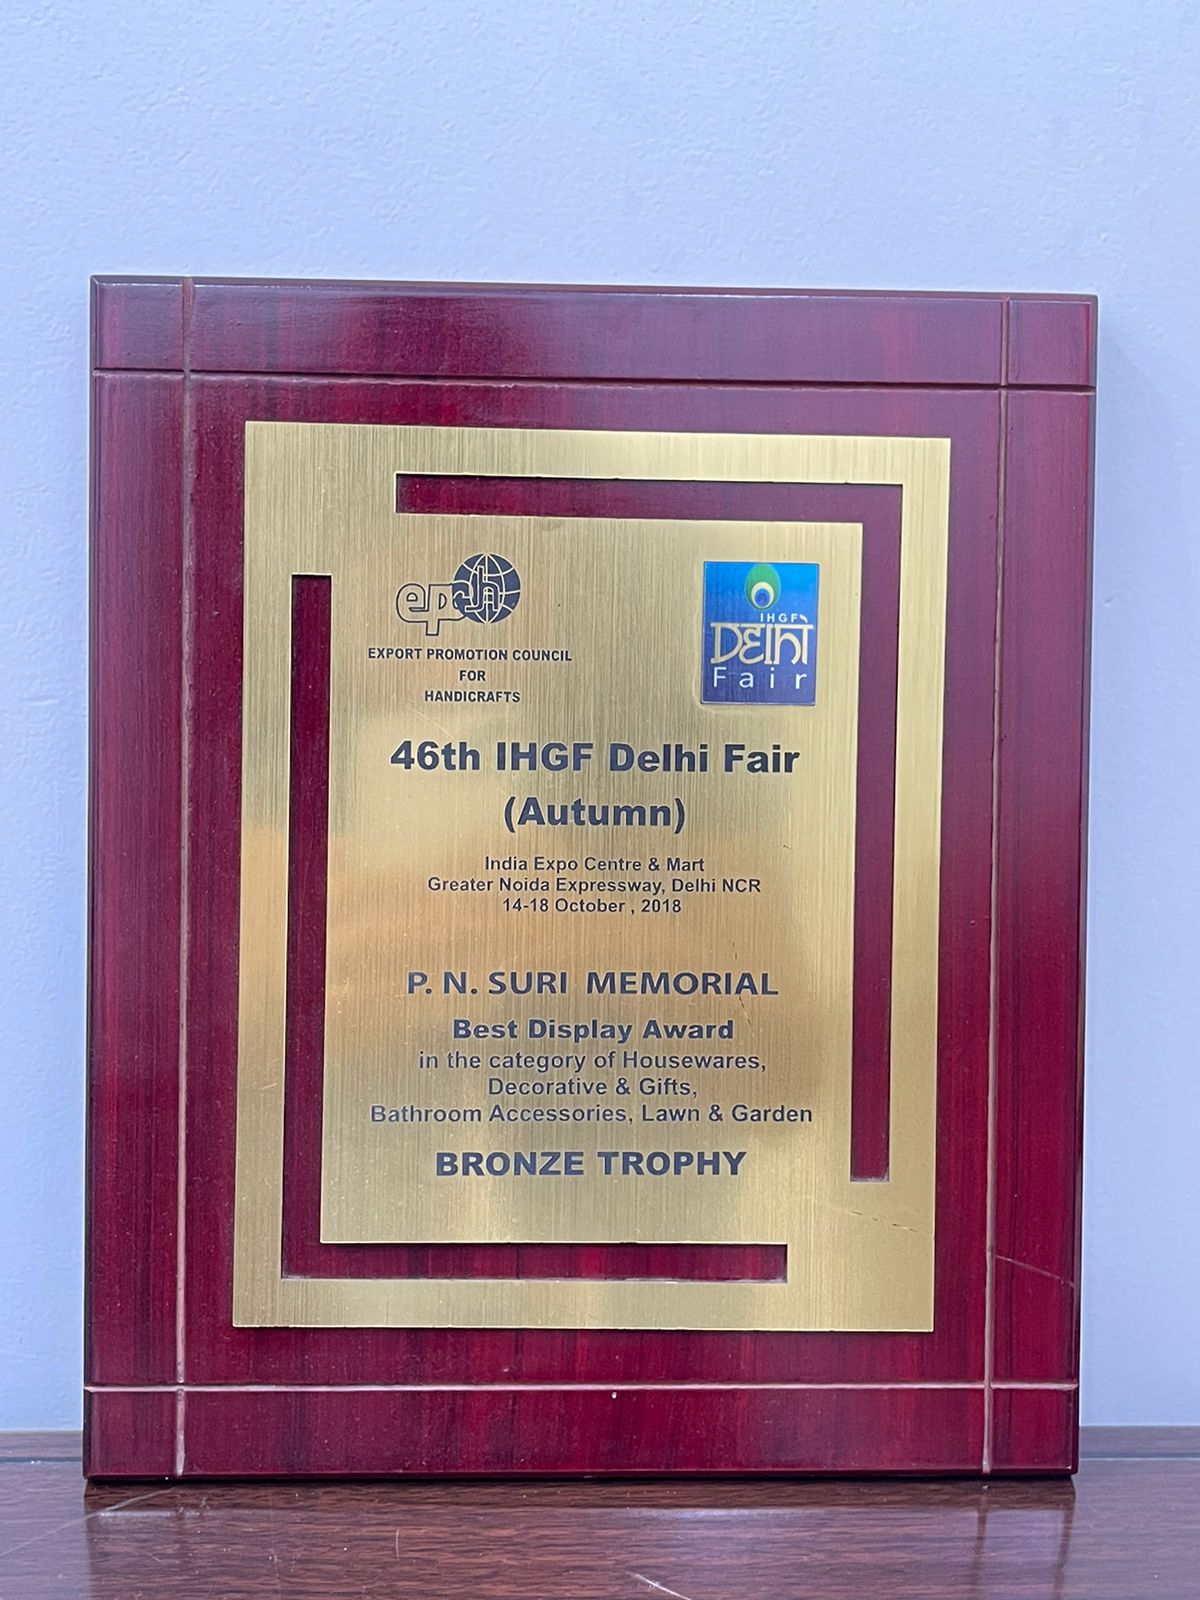 epch
EXPORT PROMOTION COUNCIL
FOR
HANDICRAFTS
IHGF
DELHI
Fair
46th IHGF Delhi Fair
(Autumn)
India Expo Centre & Mart
Greater Noida Expressway, Delhi NCR
14-18 October , 2018
P. N. SURI MEMORIAL
Best Display Award
in the category of Housewares,
Decorative & Gifts,
Bathroom Accessories, Lawn & Garden
BRONZE TROPHY